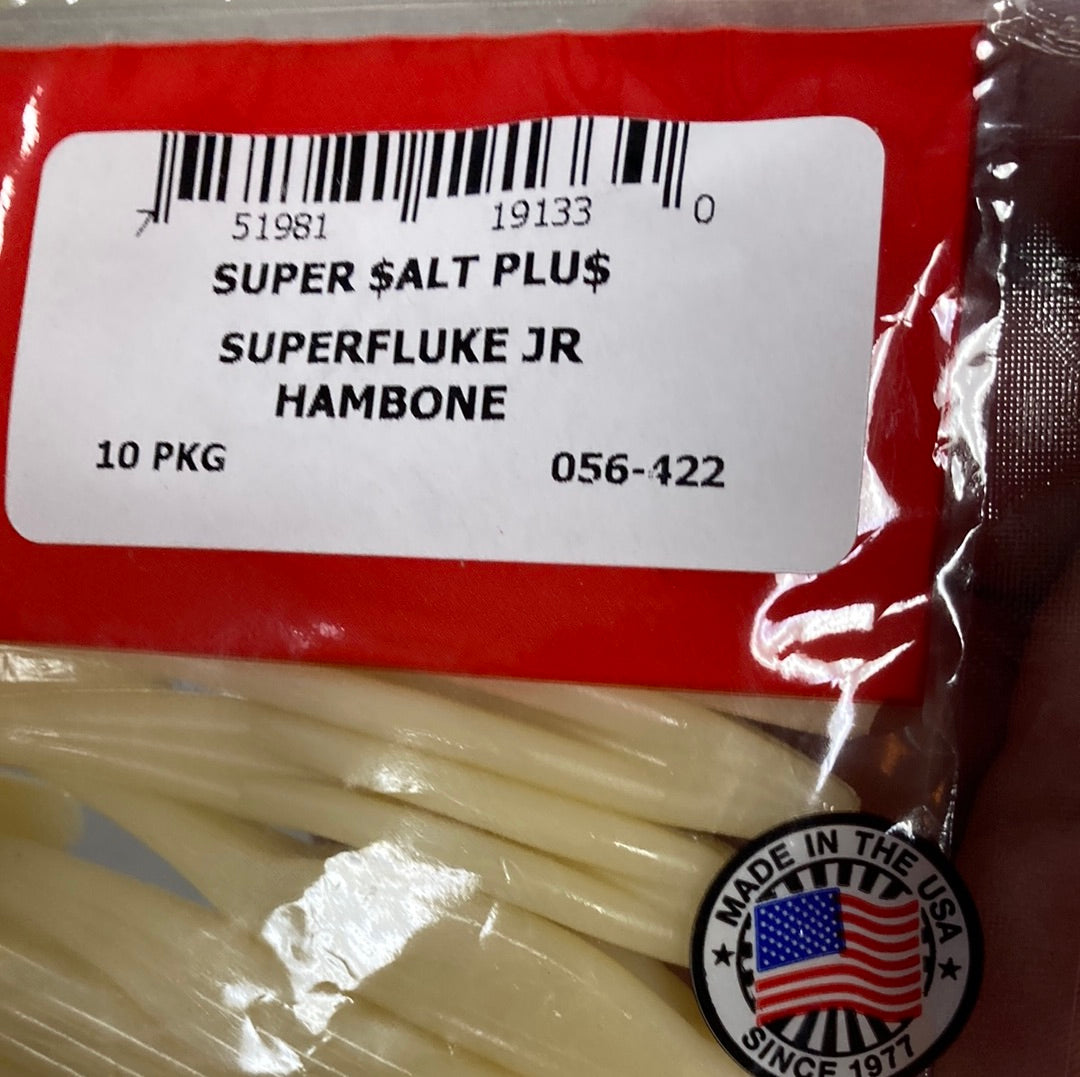 7 51981 19133 0
SUPER $ALT PLU$
SUPERFLUKE JR
HAMBONE
10 PKG 056-422
MADE IN THE USA
SINCE 1977